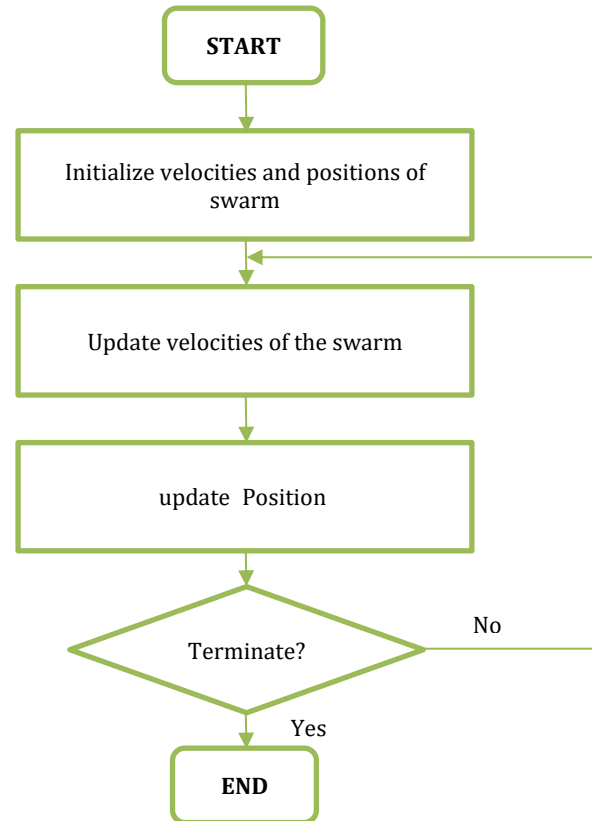 START
Initialize velocities and positions of
swarm
Update velocities of the swarm
update  Position
Terminate?
No
Yes
END